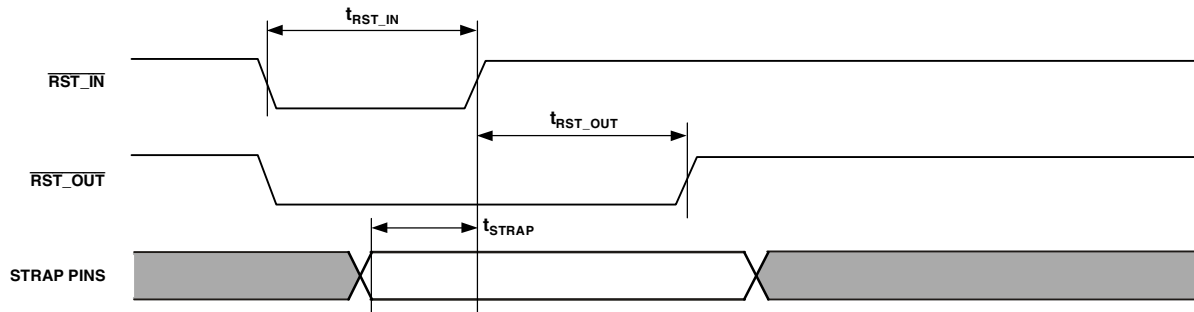 tRST_IN
RST_IN
tRST_OUT
RST_OUT
tSTRAP
STRAP PINS